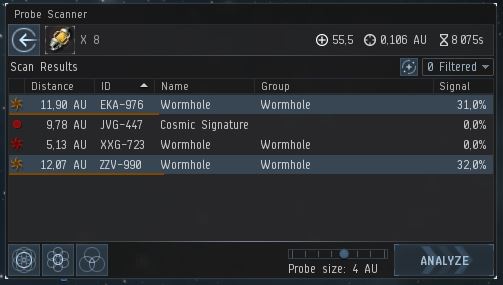 Probe Scanner
X 8 55,5 0,106 AU 8 075s
Scan Results 0 Filtered
Distance ID Name Group Signal
11,90 AU EKA-976 Wormhole Wormhole 31,0%
9,78 AU JVG-447 Cosmic Signature 0,0%
5,13 AU XXG-723 Wormhole Wormhole 0,0%
12,07 AU ZZV-990 Wormhole Wormhole 32,0%
Probe size: 4 AU
ANALYZE